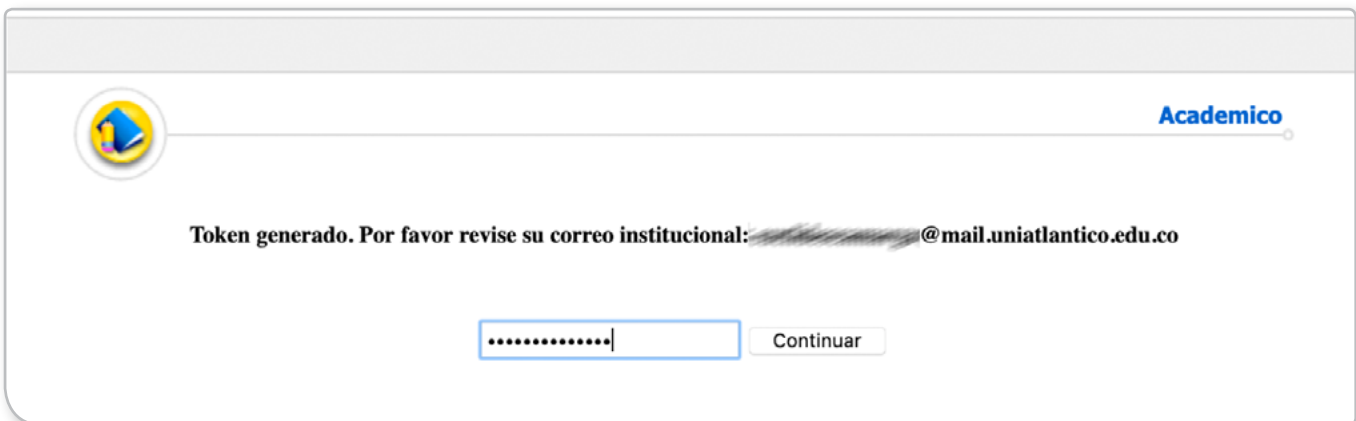 Academico
Token generado. Por favor revise su correo institucional: @mail.uniatlantico.edu.co
Continuar